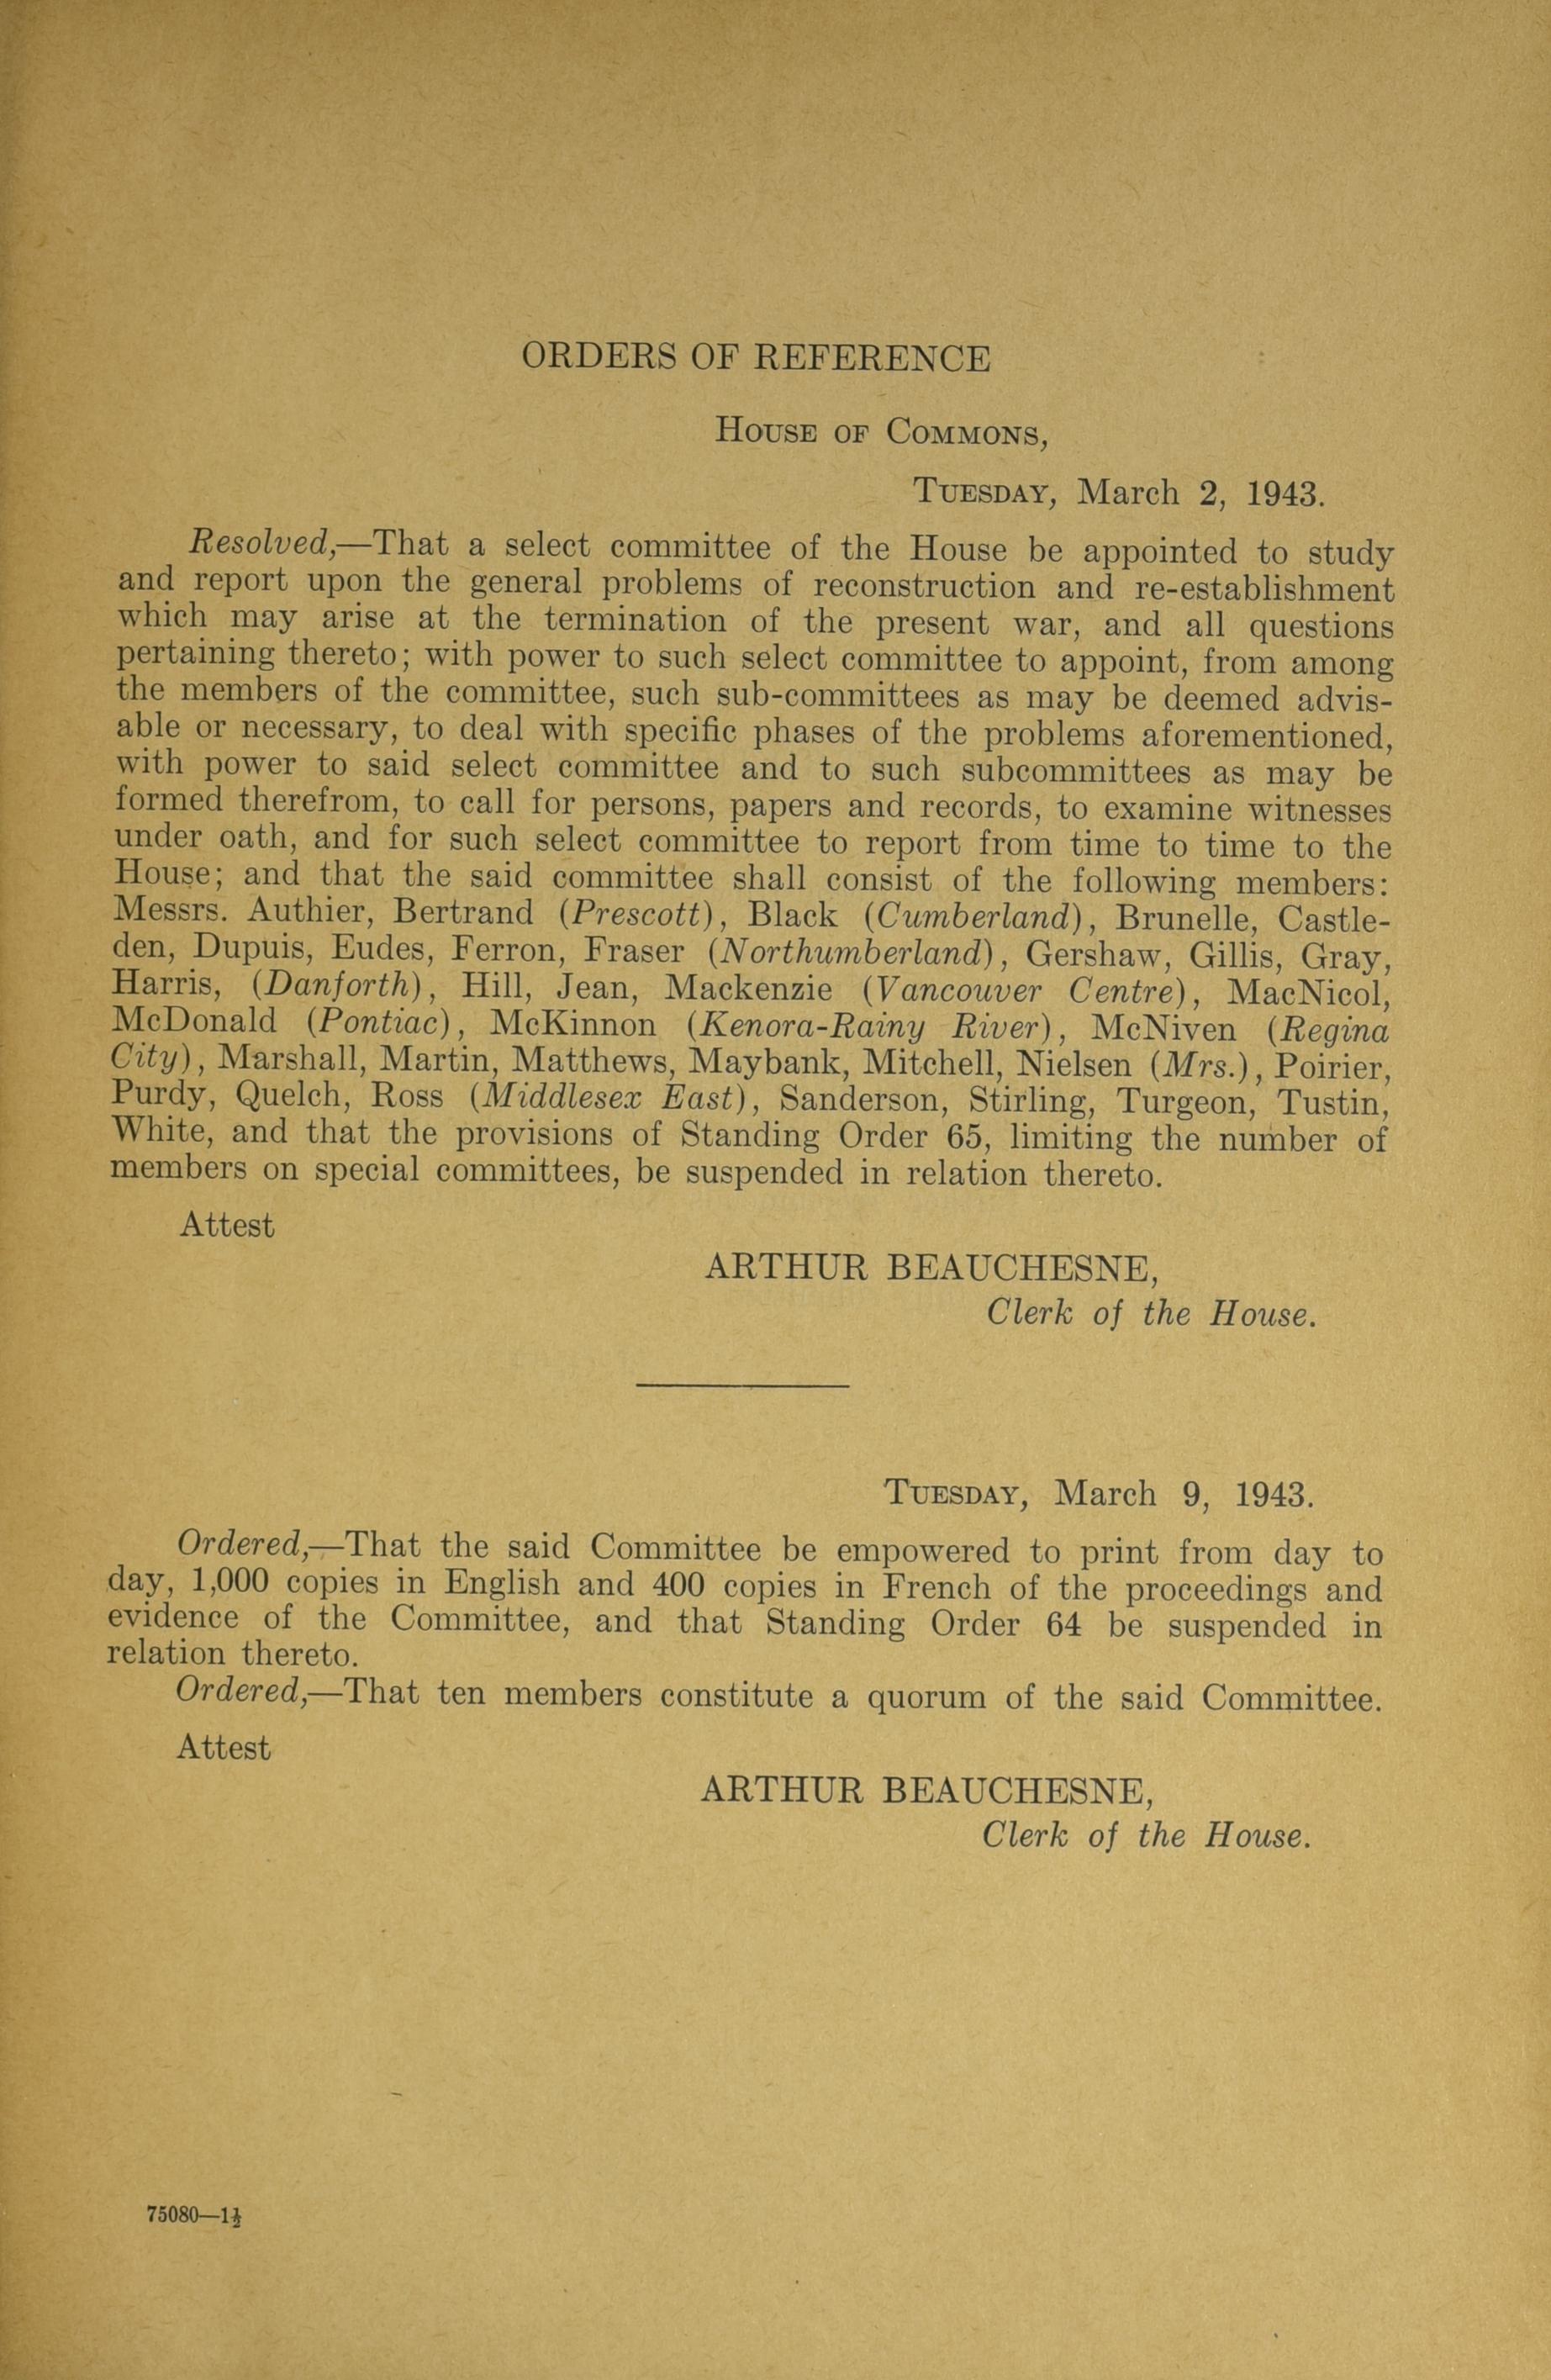 ORDERS OF REFERENCE
HOUSE OF COMMONS,
TUESDAY, March 2, 1943.
Resolved,—That a select committee of the House be appointed to study
and report upon the general problems of reconstruction and re-establishment
which may arise at the termination of the present war, and all questions
pertaining thereto; with power to such select committee to appoint, from among
the members of the committee, such sub-committees as may be deemed advis-
able or necessary, to deal with specific phases of the problems aforementioned,
with power to said select committee and to such subcommittees as may be
formed therefrom, to call for persons, papers and records, to examine witnesses
under oath, and for such select committee to report from time to time to the
House; and that the said committee shall consist of the following members:
Messrs. Authier, Bertrand (Prescott), Black (Cumberland), Brunelle, Castle-
den, Dupuis, Eudes, Ferron, Fraser (Northumberland), Gershaw, Gillis, Gray,
Harris, (Danforth), Hill, Jean, Mackenzie (Vancouver Centre), MacNicol,
McDonald (Pontiac), McKinnon (Kenora-Rainy River), McNiven (Regina
City), Marshall, Martin, Matthews, Maybank, Mitchell, Nielsen (Mrs.), Poirier,
Purdy, Quelch, Ross (Middlesex East), Sanderson, Stirling, Turgeon, Tustin,
White, and that the provisions of Standing Order 65, limiting the number of
members on special committees, be suspended in relation thereto.
Attest
ARTHUR BEAUCHESNE,
Clerk of the House.
TUESDAY, March 9, 1943.
Ordered,—That the said Committee be empowered to print from day to
day, 1,000 copies in English and 400 copies in French of the proceedings and
evidence of the Committee, and that Standing Order 64 be suspended in
relation thereto.
Ordered,—That ten members constitute a quorum of the said Committee.
Attest
ARTHUR BEAUCHESNE,
Clerk of the House.
75080—1½